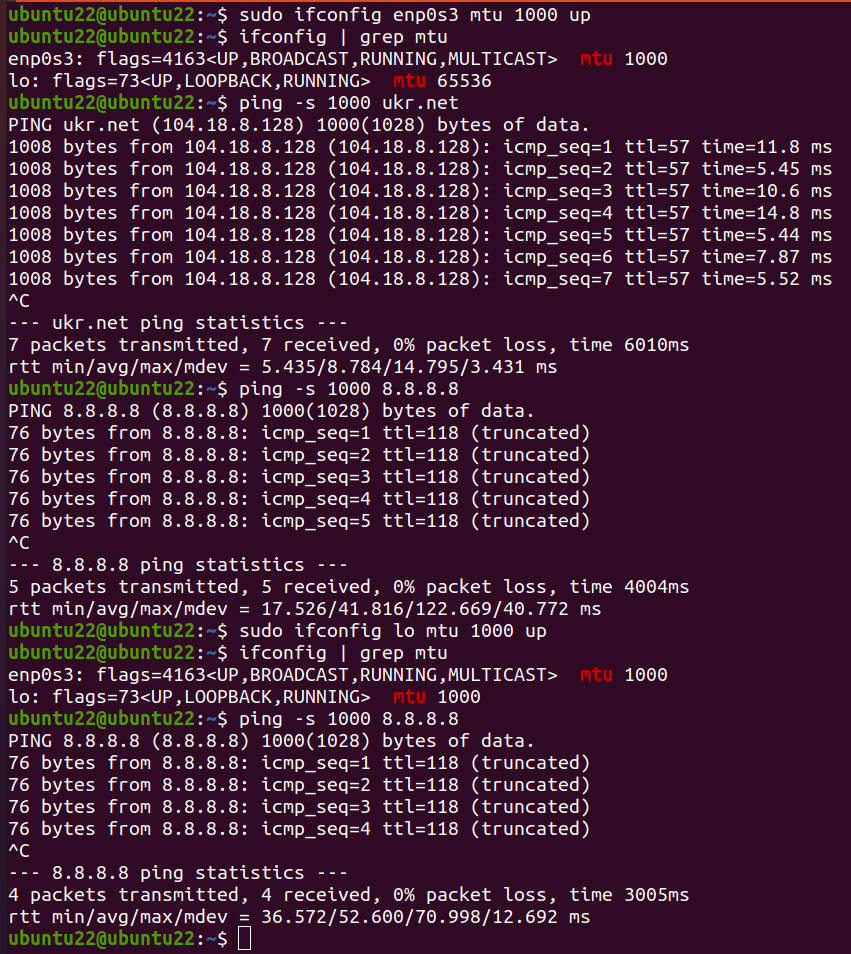 ubuntu22@ubuntu22:~$ sudo ifconfig enp0s3 mtu 1000 up
ubuntu22@ubuntu22:~$ ifconfig | grep mtu
enp0s3: flags=4163<UP,BROADCAST,RUNNING,MULTICAST>  mtu 1000
lo: flags=73<UP,LOOPBACK,RUNNING>  mtu 65536
ubuntu22@ubuntu22:~$ ping -s 1000 ukr.net
PING ukr.net (104.18.8.128) 1000(1028) bytes of data.
1008 bytes from 104.18.8.128 (104.18.8.128): icmp_seq=1 ttl=57 time=11.8 ms
1008 bytes from 104.18.8.128 (104.18.8.128): icmp_seq=2 ttl=57 time=5.45 ms
1008 bytes from 104.18.8.128 (104.18.8.128): icmp_seq=3 ttl=57 time=10.6 ms
1008 bytes from 104.18.8.128 (104.18.8.128): icmp_seq=4 ttl=57 time=14.8 ms
1008 bytes from 104.18.8.128 (104.18.8.128): icmp_seq=5 ttl=57 time=5.44 ms
1008 bytes from 104.18.8.128 (104.18.8.128): icmp_seq=6 ttl=57 time=7.87 ms
1008 bytes from 104.18.8.128 (104.18.8.128): icmp_seq=7 ttl=57 time=5.52 ms
^C
--- ukr.net ping statistics ---
7 packets transmitted, 7 received, 0% packet loss, time 6010ms
rtt min/avg/max/mdev = 5.435/8.784/14.795/3.431 ms
ubuntu22@ubuntu22:~$ ping -s 1000 8.8.8.8
PING 8.8.8.8 (8.8.8.8) 1000(1028) bytes of data.
76 bytes from 8.8.8.8: icmp_seq=1 ttl=118 (truncated)
76 bytes from 8.8.8.8: icmp_seq=2 ttl=118 (truncated)
76 bytes from 8.8.8.8: icmp_seq=3 ttl=118 (truncated)
76 bytes from 8.8.8.8: icmp_seq=4 ttl=118 (truncated)
76 bytes from 8.8.8.8: icmp_seq=5 ttl=118 (truncated)
^C
--- 8.8.8.8 ping statistics ---
5 packets transmitted, 5 received, 0% packet loss, time 4004ms
rtt min/avg/max/mdev = 17.526/41.816/122.669/40.772 ms
ubuntu22@ubuntu22:~$ sudo ifconfig lo mtu 1000 up
ubuntu22@ubuntu22:~$ ifconfig | grep mtu
enp0s3: flags=4163<UP,BROADCAST,RUNNING,MULTICAST>  mtu 1000
lo: flags=73<UP,LOOPBACK,RUNNING>  mtu 1000
ubuntu22@ubuntu22:~$ ping -s 1000 8.8.8.8
PING 8.8.8.8 (8.8.8.8) 1000(1028) bytes of data.
76 bytes from 8.8.8.8: icmp_seq=1 ttl=118 (truncated)
76 bytes from 8.8.8.8: icmp_seq=2 ttl=118 (truncated)
76 bytes from 8.8.8.8: icmp_seq=3 ttl=118 (truncated)
76 bytes from 8.8.8.8: icmp_seq=4 ttl=118 (truncated)
^C
--- 8.8.8.8 ping statistics ---
4 packets transmitted, 4 received, 0% packet loss, time 3005ms
rtt min/avg/max/mdev = 36.572/52.600/70.998/12.692 ms
ubuntu22@ubuntu22:~$